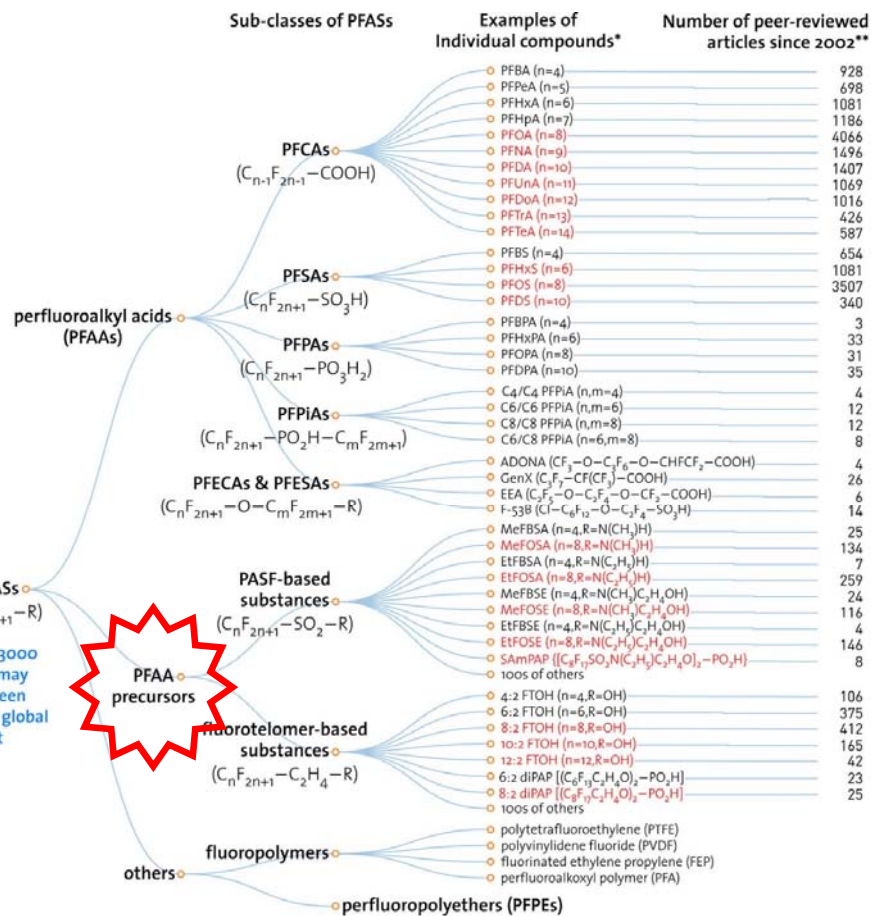 Sub-classes of PFASs
Examples of
Individual compounds*
Number of peer-reviewed
articles since 2002**
PFBA (n=4) 928
PFPeA (n=5) 698
PFHxA (n=6) 1081
PFHpA (n=7) 1186
PFOA (n=8) 4066
PFNA (n=9) 1496
PFDA (n=10) 1407
PFUnA (n=11) 1069
PFDoA (n=12) 1016
PFTrA (n=13) 426
PFTeA (n=14) 587
PFCAs
(Cn-1F2n-1–COOH)
PFBS (n=4) 654
PFHxS (n=6) 1081
PFOS (n=8) 3507
PFDS (n=10) 340
PFSAs
(CnF2n+1–SO3H)
perfluoroalkyl acids
(PFAAs)
PFBPA (n=4) 3
PFHxPA (n=6) 33
PFOPA (n=8) 31
PFDPA (n=10) 35
PFPAs
(CnF2n+1–PO3H2)
C4/C4 PFPiA (n,m=4) 4
C6/C6 PFPiA (n,m=6) 12
C8/C8 PFPiA (n,m=8) 12
C6/C8 PFPiA (n=6,m=8) 8
PFPiAs
(CnF2n+1–PO2H–CmF2m+1)
ADONA (CF3–O–C3F6–O–CHFCF2–COOH) 4
GenX (C3F7–CF(CF3)–COOH) 26
EEA (C2F5–O–C2F4–O–CF2–COOH) 6
F-53B (Cl–C6F12–O–C2F4–SO3H) 14
PFECAs & PFESAs
(CnF2n+1–O–CmF2m+1–R)
MeFBSA (n=4,R=N(CH3)H) 25
MeFOSA (n=8,R=N(CH3)H) 134
EtFBSA (n=4,R=N(C2H5)H) 7
EtFOSA (n=8,R=N(C2H5)H) 259
MeFBSE (n=4,R=N(CH3)C2H4OH) 24
MeFOSE (n=8,R=N(CH3)C2H4OH) 116
EtFBSE (n=4,R=N(C2H5)C2H4OH) 4
EtFOSE (n=8,R=N(C2H5)C2H4OH) 146
SAmPAP {[C8F17SO2N(C2H5)C2H4O]2–PO2H} 8
100s of others
PASF-based
substances
(CnF2n+1–SO2–R)
ASs
+1–R)
3000
may
een
global
t
PFAA
precursors
4:2 FTOH (n=4,R=OH) 106
6:2 FTOH (n=6,R=OH) 375
8:2 FTOH (n=8,R=OH) 412
10:2 FTOH (n=10,R=OH) 165
12:2 FTOH (n=12,R=OH) 42
6:2 diPAP [(C6F13C2H4O)2–PO2H] 23
8:2 diPAP [(C8F17C2H4O)2–PO2H] 25
100s of others
fluorotelomer-based
substances
(CnF2n+1–C2H4–R)
polytetrafluoroethylene (PTFE)
polyvinylidene fluoride (PVDF)
fluorinated ethylene propylene (FEP)
perfluoroalkoxyl polymer (PFA)
fluoropolymers
others
perfluoropolyethers (PFPEs)